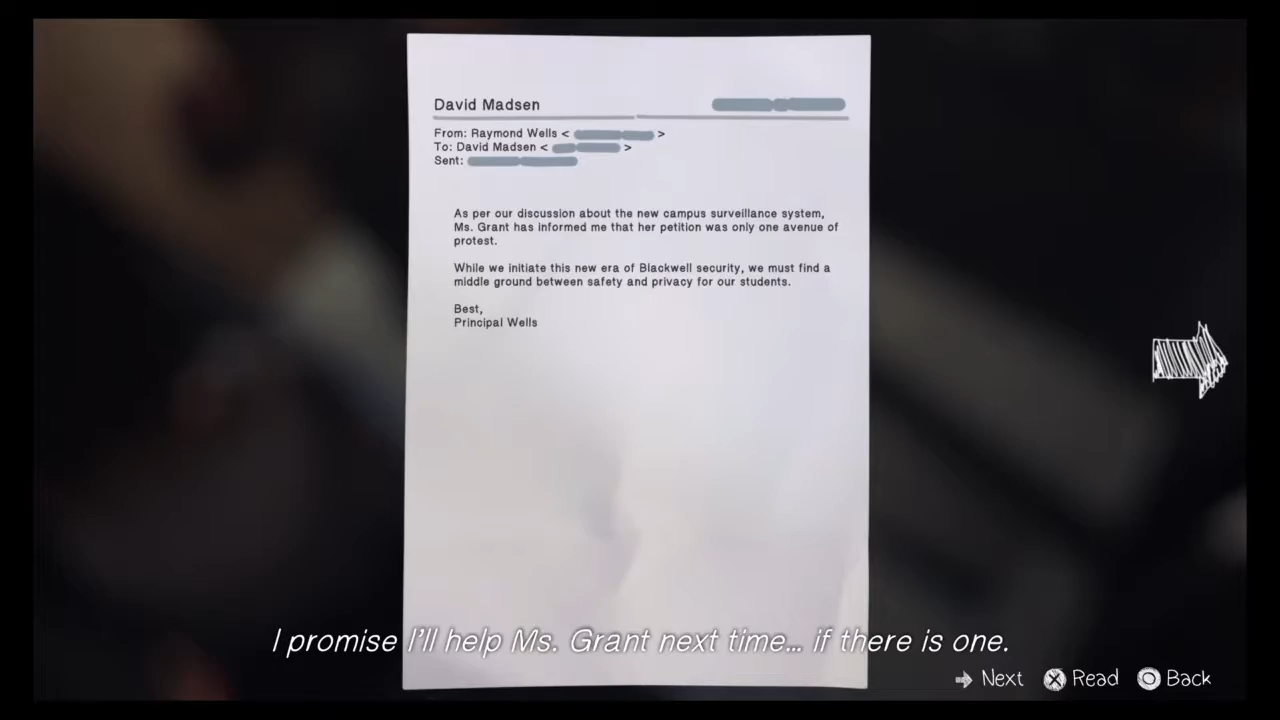 David Madsen
From: Raymond Wells < >
To: David Madsen < >
Sent:
As per our discussion about the new campus surveillance system,
Ms. Grant has informed me that her petition was only one avenue of
protest.
While we initiate this new era of Blackwell security, we must find a
middle ground between safety and privacy for our students.
Best,
Principal Wells
I promise I'll help Ms. Grant next time... if there is one.
Next Read Back